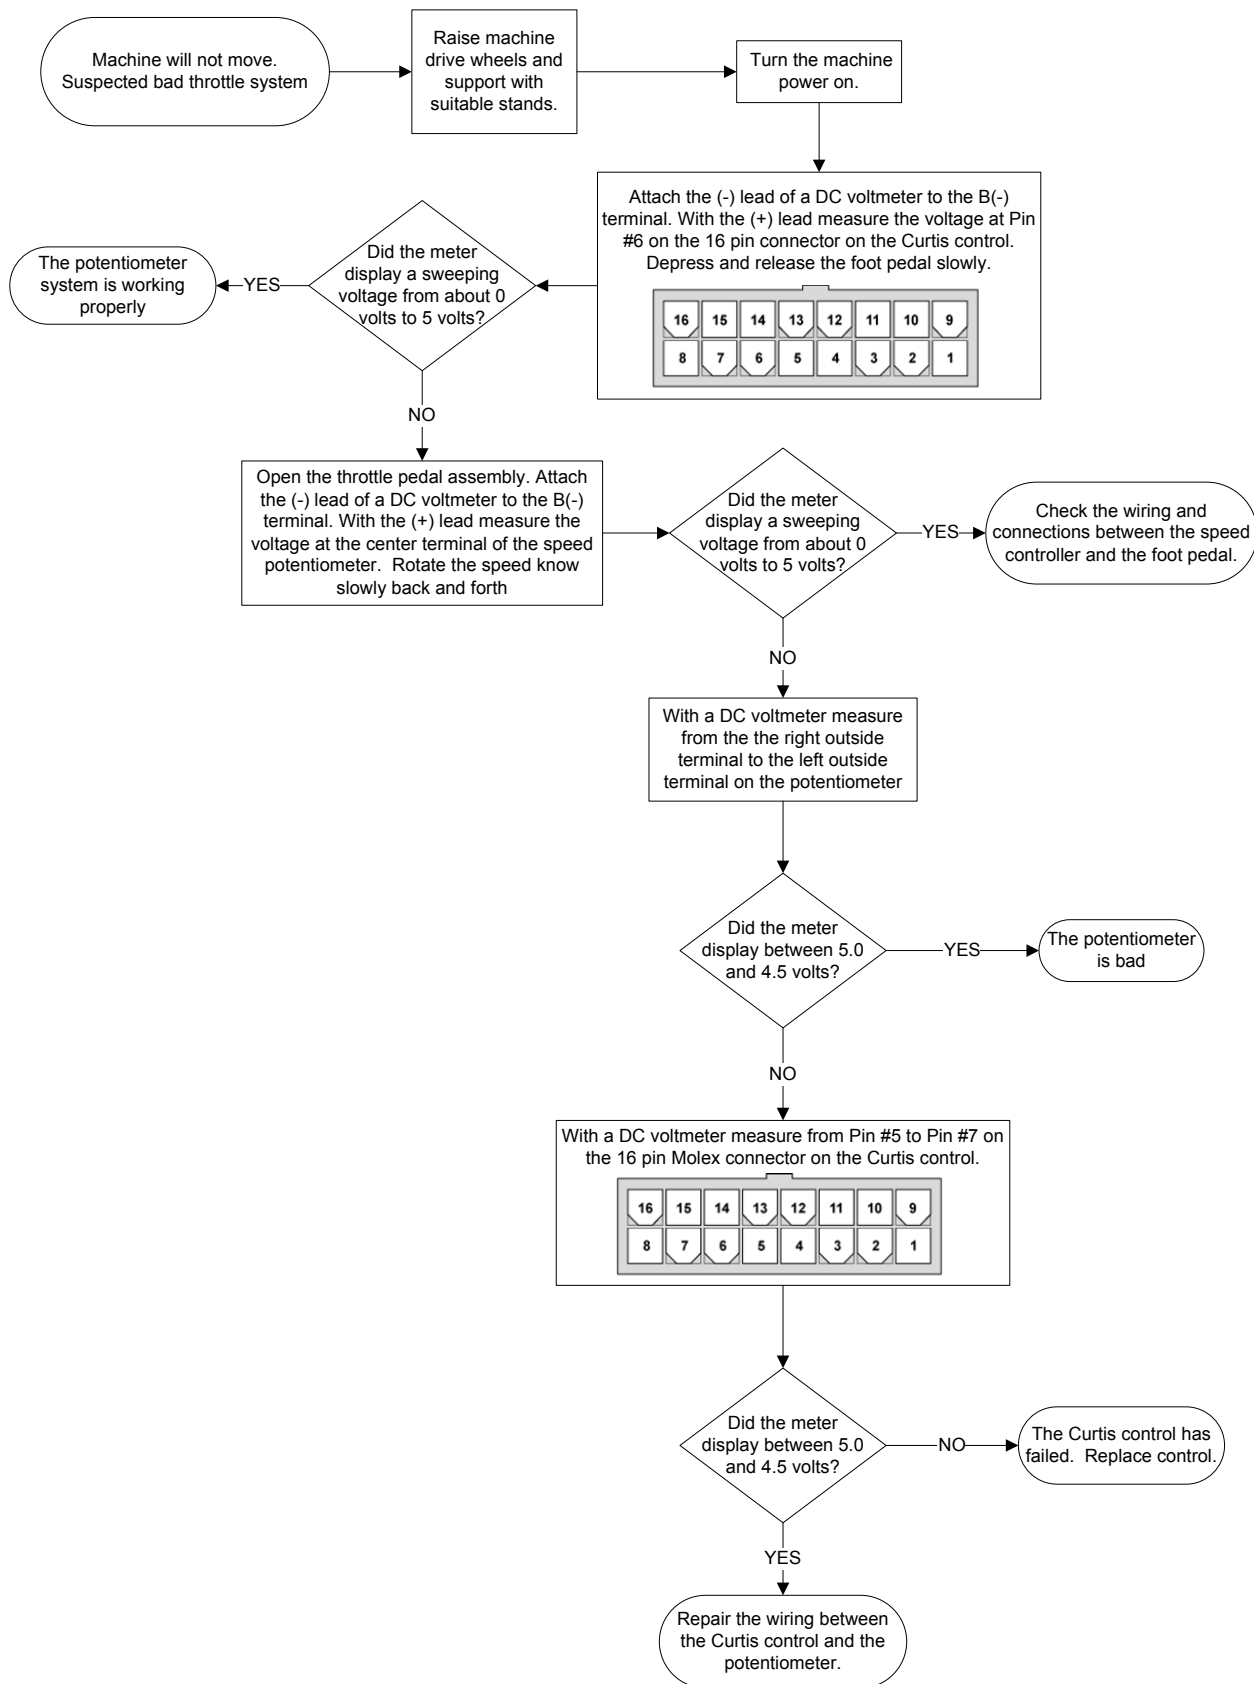 Machine will not move.
Suspected bad throttle system
Raise machine
drive wheels and
support with
suitable stands.
Turn the machine
power on.
Attach the (-) lead of a DC voltmeter to the B(-)
terminal. With the (+) lead measure the voltage at Pin
#6 on the 16 pin connector on the Curtis control.
Depress and release the foot pedal slowly.
16 15 14 13 12 11 10 9
8 7 6 5 4 3 2 1
Did the meter
display a sweeping
voltage from about 0
volts to 5 volts?
YES
The potentiometer
system is working
properly
NO
Open the throttle pedal assembly. Attach
the (-) lead of a DC voltmeter to the B(-)
terminal. With the (+) lead measure the
voltage at the center terminal of the speed
potentiometer.  Rotate the speed know
slowly back and forth
Did the meter
display a sweeping
voltage from about 0
volts to 5 volts?
YES
Check the wiring and
connections between the speed
controller and the foot pedal.
NO
With a DC voltmeter measure
from the the right outside
terminal to the left outside
terminal on the potentiometer
Did the meter
display between 5.0
and 4.5 volts?
YES
The potentiometer
is bad
NO
With a DC voltmeter measure from Pin #5 to Pin #7 on
the 16 pin Molex connector on the Curtis control.
16 15 14 13 12 11 10 9
8 7 6 5 4 3 2 1
Did the meter
display between 5.0
and 4.5 volts?
NO
The Curtis control has
failed.  Replace control.
YES
Repair the wiring between
the Curtis control and the
potentiometer.